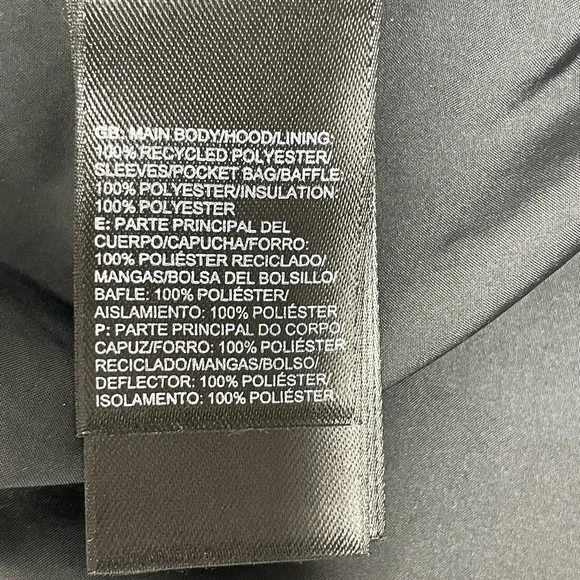 GB: MAIN BODY/HOOD/LINING:
100% RECYCLED POLYESTER/
SLEEVES/POCKET BAG/BAFFLE:
100% POLYESTER/INSULATION:
100% POLYESTER
E: PARTE PRINCIPAL DEL
CUERPO/CAPUCHA/FORRO:
100% POLIÉSTER RECICLADO/
MANGAS/BOLSA DEL BOLSILLO/
BAFLE: 100% POLIÉSTER/
AISLAMIENTO: 100% POLIÉSTER
P: PARTE PRINCIPAL DO CORPO/
CAPUZ/FORRO: 100% POLIÉSTER
RECICLADO/MANGAS/BOLSO/
DEFLECTOR: 100% POLIÉSTER/
ISOLAMENTO: 100% POLIÉSTER